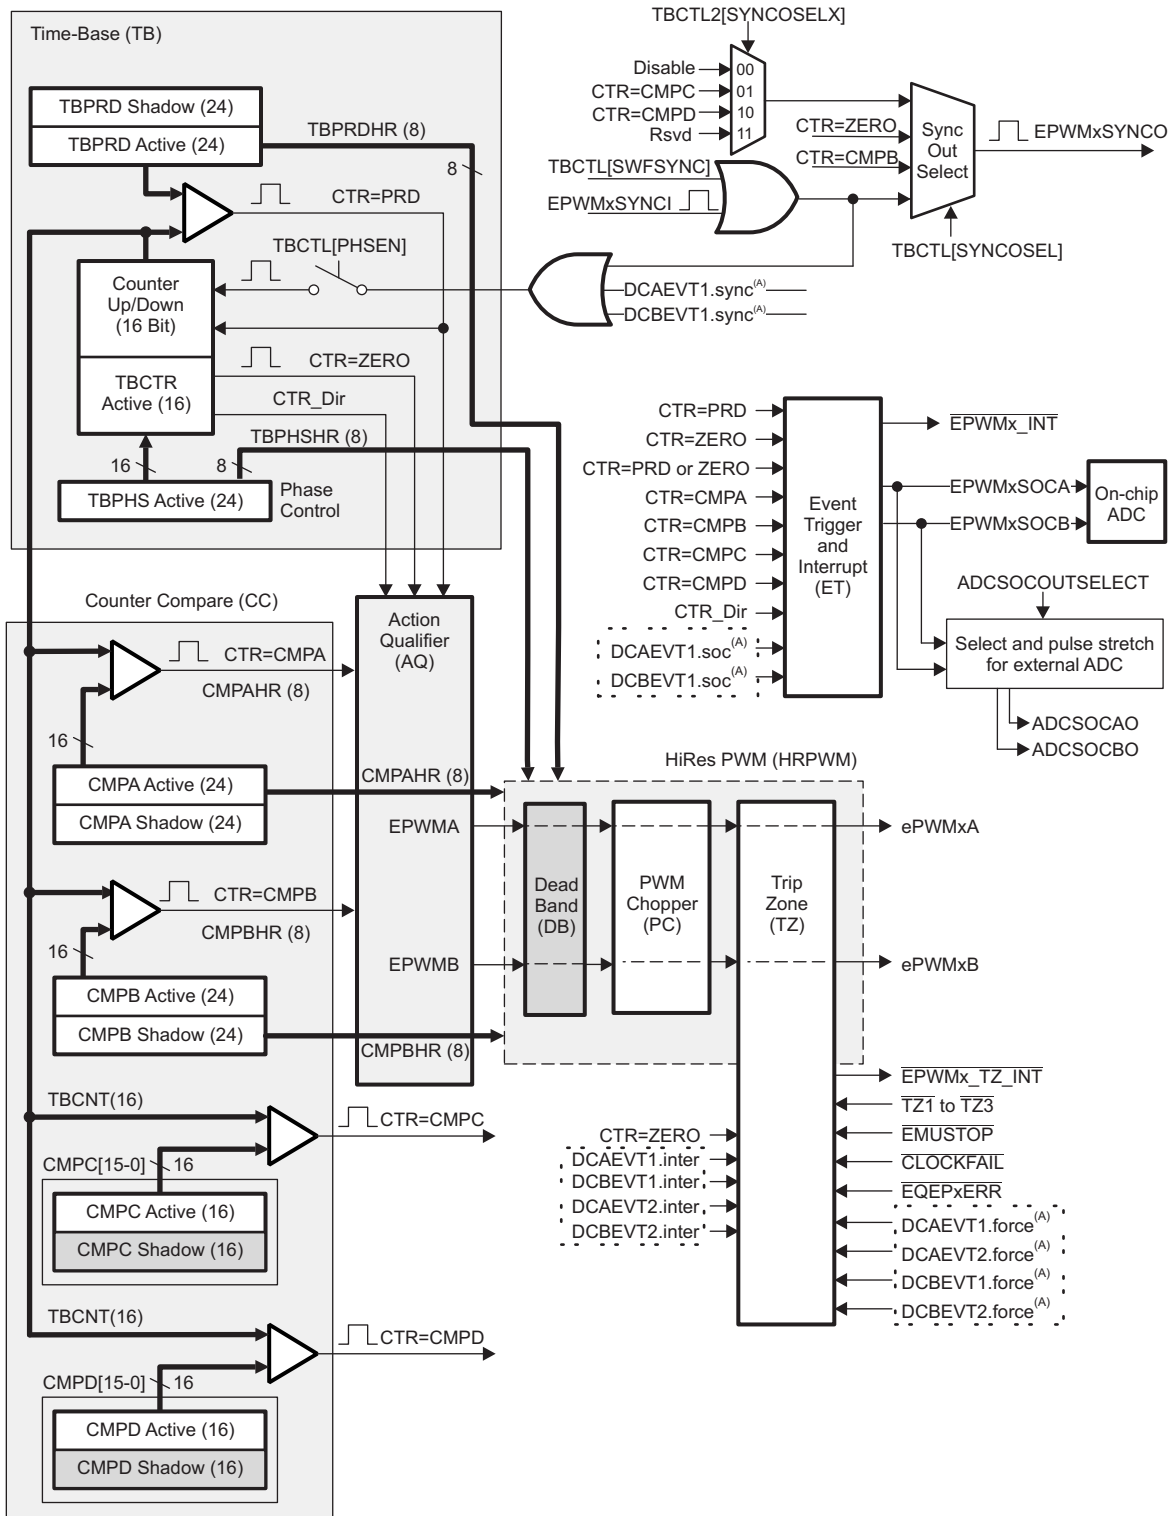 TBCTL2[SYNCOSELX]
Time-Base (TB)
Disable
00
CTR=CMPC
01
CTR=CMPD
10
Rsvd
11
TBPRD Shadow (24)
TBPRD Active (24)
TBPRDHR (8)
8
CTR=ZERO
CTR=CMPB
Sync
Out
Select
EPWMxSYNCO
TBCTL[SWFSYNC]
EPWMxSYNCI
TBCTL[SYNCOSEL]
CTR=PRD
TBCTL[PHSEN]
Counter
Up/Down
(16 Bit)
DCAEVT1.sync(A)
DCBEVT1.sync(A)
CTR=ZERO
TBCTR
Active (16)
CTR_Dir
TBPHSHR (8)
16
8
TBPHS Active (24)
Phase
Control
CTR=PRD
CTR=ZERO
CTR=PRD or ZERO
CTR=CMPA
CTR=CMPB
CTR=CMPC
CTR=CMPD
CTR_Dir
DCAEVT1.soc(A)
DCBEVT1.soc(A)
Event
Trigger
and
Interrupt
(ET)
EPWMx_INT
EPWMxSOCA
EPWMxSOCB
On-chip
ADC
ADCSOCOUTSELECT
Select and pulse stretch
for external ADC
ADCSOCAO
ADCSOCBO
Counter Compare (CC)
Action
Qualifier
(AQ)
CTR=CMPA
CMPAHR (8)
16
CMPA Active (24)
CMPA Shadow (24)
CMPAHR (8)
HiRes PWM (HRPWM)
EPWMA
ePWMxA
CTR=CMPB
CMPBHR (8)
16
Dead
Band
(DB)
PWM
Chopper
(PC)
Trip
Zone
(TZ)
EPWMB
ePWMxB
CMPB Active (24)
CMPB Shadow (24)
CMPBHR (8)
TBCNT(16)
CTR=CMPC
CMPC[15-0]
16
CMPC Active (16)
CMPC Shadow (16)
CTR=ZERO
DCAEVT1.inter
DCBEVT1.inter
DCAEVT2.inter
DCBEVT2.inter
EPWMx_TZ_INT
TZ1 to TZ3
EMUSTOP
CLOCKFAIL
EQEPxERR
DCAEVT1.force(A)
DCAEVT2.force(A)
DCBEVT1.force(A)
DCBEVT2.force(A)
TBCNT(16)
CTR=CMPD
CMPD[15-0]
16
CMPD Active (16)
CMPD Shadow (16)